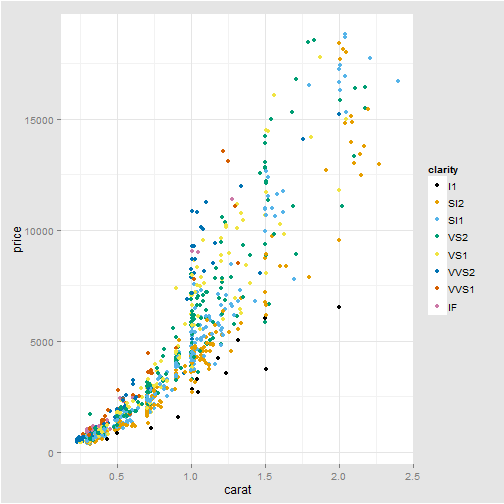 15000
10000
5000
0
price
0.5 1.0 1.5 2.0 2.5
carat
clarity
I1
SI2
SI1
VS2
VS1
VVS2
VVS1
IF